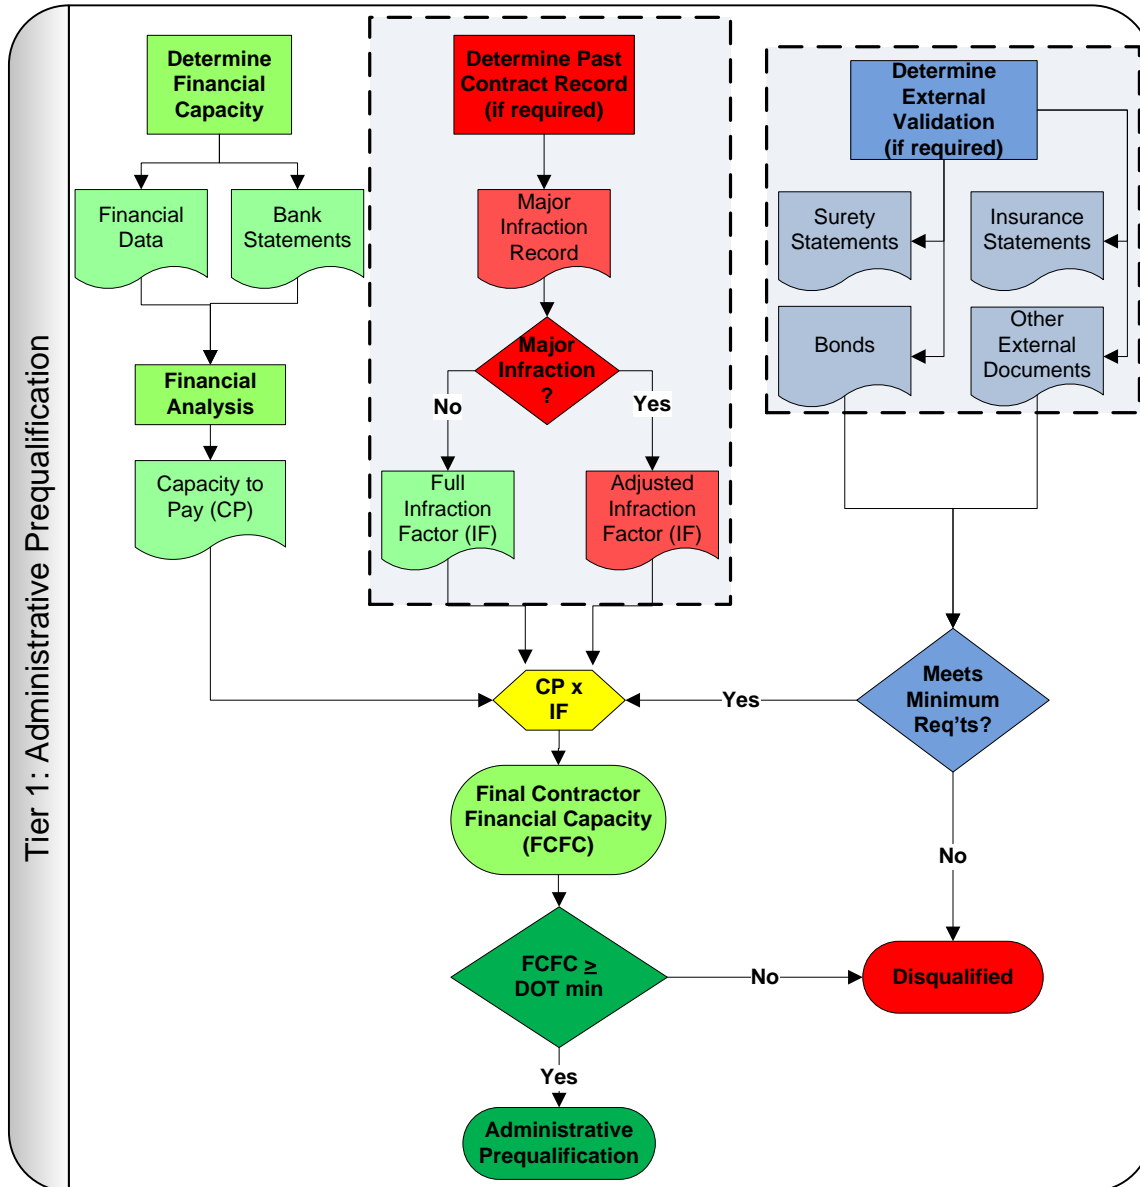 Tier 1: Administrative Prequalification
Determine
Financial
Capacity
Financial
Data
Bank
Statements
Financial
Analysis
Capacity to
Pay (CP)
Determine Past
Contract Record
(if required)
Major
Infraction
Record
Major
Infraction
?
No
Yes
Full
Infraction
Factor (IF)
Adjusted
Infraction
Factor (IF)
Determine
External
Validation
(if required)
Surety
Statements
Insurance
Statements
Bonds
Other
External
Documents
Meets
Minimum
Req'ts?
Yes
No
CP x
IF
Final Contractor
Financial Capacity
(FCFC)
FCFC ≥
DOT min
No
Disqualified
Yes
Administrative
Prequalification